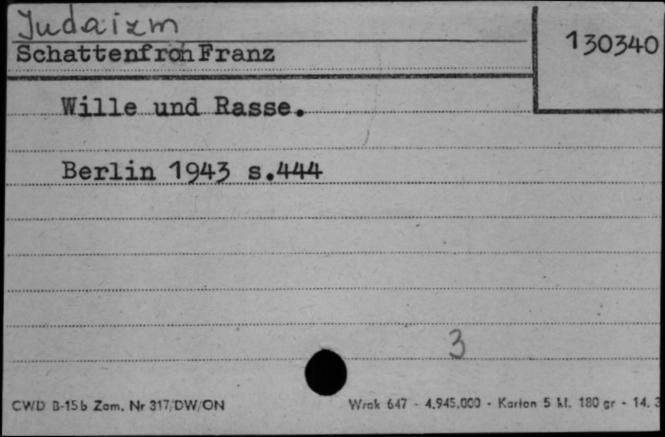 Judaizm
130340
Schattenfroh Franz
Wille und Rasse.
Berlin 1943 s.444
3
CWD B-15b Zam. Nr 317/DW/ON
Wrak 647 - 4.945.000 - Karton 5 kl. 180 gr - 14. 3